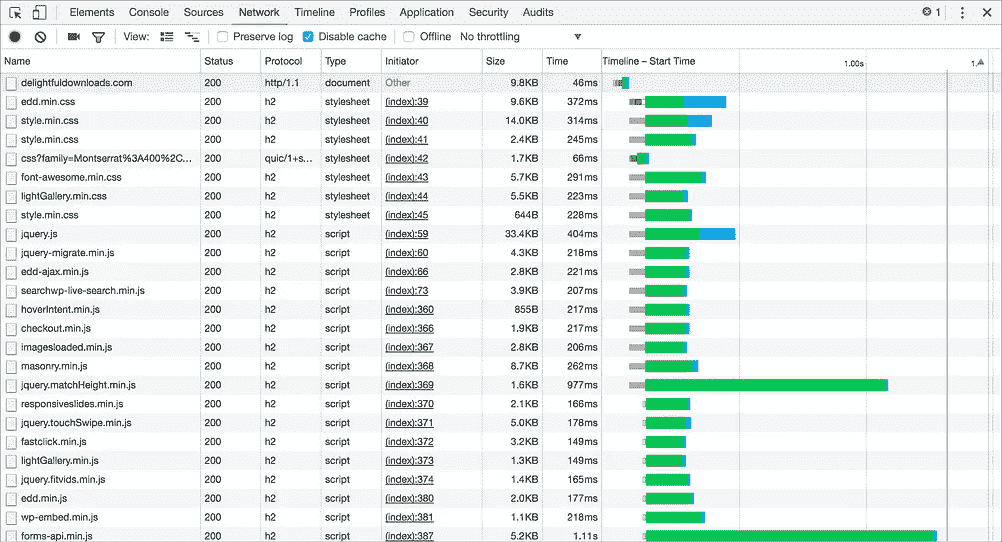 Elements Console Sources Network Timeline Profiles Application Security Audits 1
View: Preserve log Disable cache Offline No throttling
Name Status Protocol Type Initiator Size Time Timeline – Start Time 1.00s 1.
delightfuldownloads.com 200 http/1.1 document Other 9.8KB 46ms
edd.min.css 200 h2 stylesheet (index):39 9.6KB 372ms
style.min.css 200 h2 stylesheet (index):40 14.0KB 314ms
style.min.css 200 h2 stylesheet (index):41 2.4KB 245ms
css?family=Montserrat%3A400%2C... 200 quic/1+s... stylesheet (index):42 1.7KB 66ms
font-awesome.min.css 200 h2 stylesheet (index):43 5.7KB 291ms
lightGallery.min.css 200 h2 stylesheet (index):44 5.5KB 223ms
style.min.css 200 h2 stylesheet (index):45 644B 228ms
jquery.js 200 h2 script (index):59 33.4KB 404ms
jquery-migrate.min.js 200 h2 script (index):60 4.3KB 218ms
edd-ajax.min.js 200 h2 script (index):66 2.8KB 221ms
searchwp-live-search.min.js 200 h2 script (index):73 3.9KB 207ms
hoverIntent.min.js 200 h2 script (index):360 855B 217ms
checkout.min.js 200 h2 script (index):366 1.9KB 217ms
imagesloaded.min.js 200 h2 script (index):367 2.8KB 206ms
masonry.min.js 200 h2 script (index):368 8.7KB 262ms
jquery.matchHeight.min.js 200 h2 script (index):369 1.6KB 977ms
responsiveslides.min.js 200 h2 script (index):370 2.1KB 166ms
jquery.touchSwipe.min.js 200 h2 script (index):371 5.0KB 178ms
fastclick.min.js 200 h2 script (index):372 3.2KB 149ms
lightGallery.min.js 200 h2 script (index):373 1.3KB 149ms
jquery.fitvids.min.js 200 h2 script (index):374 1.4KB 165ms
edd.min.js 200 h2 script (index):380 2.0KB 177ms
wp-embed.min.js 200 h2 script (index):381 1.1KB 218ms
forms-api.min.js 200 h2 script (index):387 5.2KB 1.11s